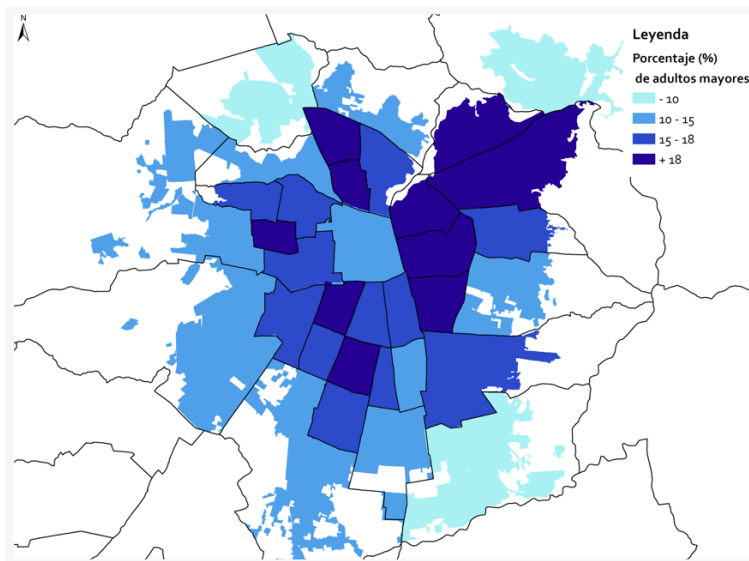 N
Leyenda
Porcentaje (%)
de adultos mayores
- 10
10 - 15
15 - 18
+ 18